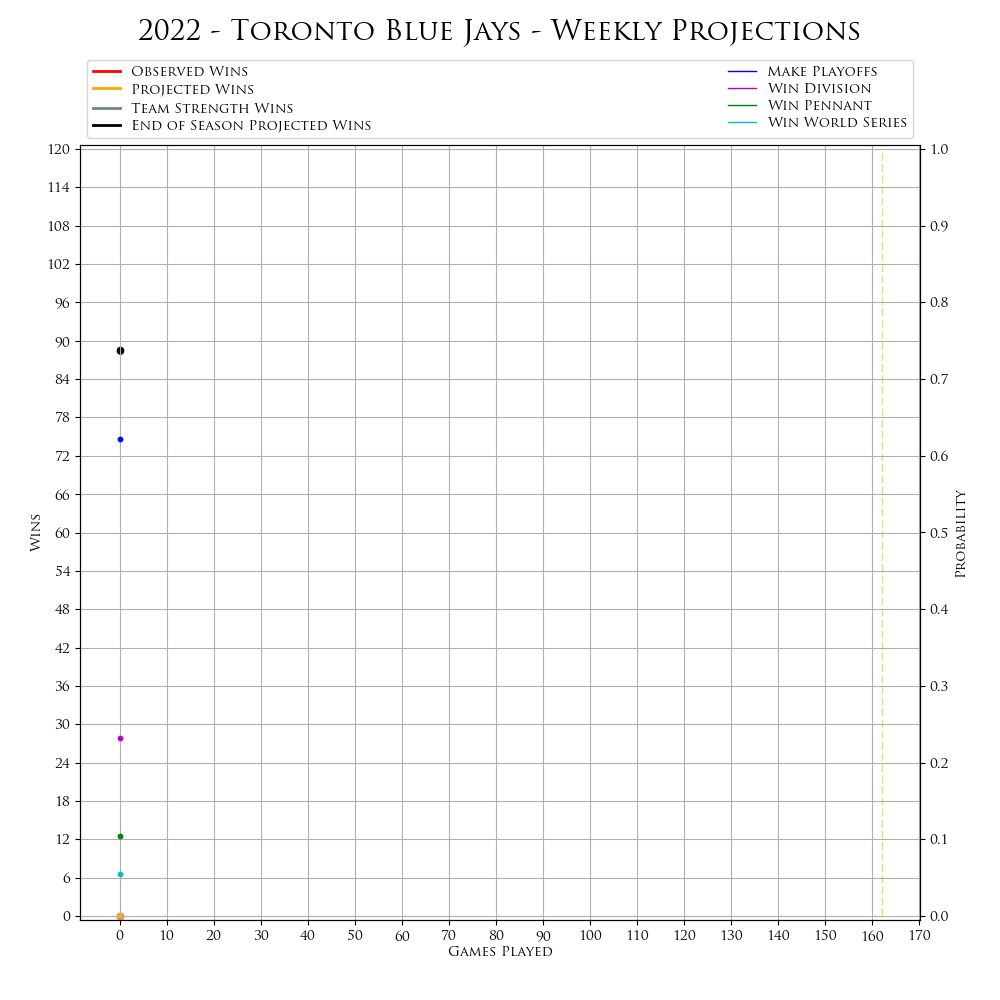 2022 - Toronto Blue Jays - Weekly Projections
Observed Wins
Projected Wins
Team Strength Wins
End of Season Projected Wins
Make Playoffs
Win Division
Win Pennant
Win World Series
120
114
108
102
96
90
84
78
72
66
60
54
48
42
36
30
24
18
12
6
0
Wins
1.0
0.9
0.8
0.7
0.6
0.5
0.4
0.3
0.2
0.1
0.0
Probability
0 10 20 30 40 50 60 70 80 90 100 110 120 130 140 150 160 170
Games Played